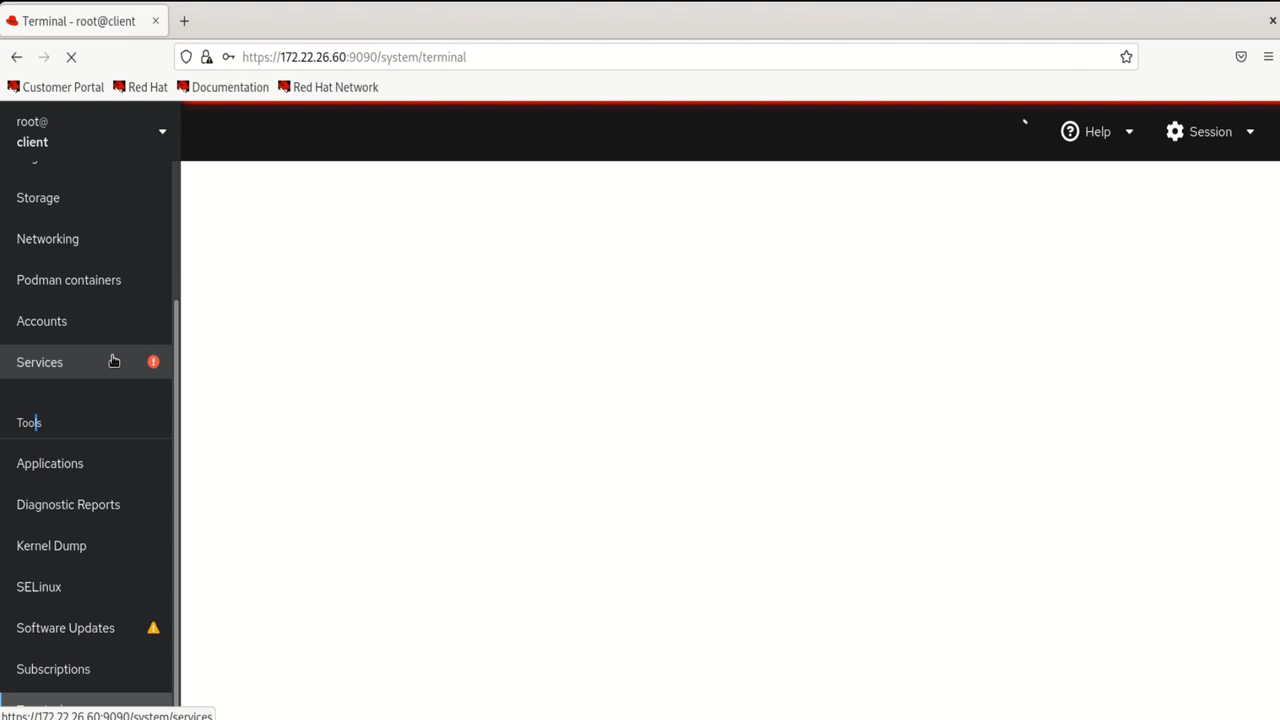 Terminal - root@client
https://172.22.26.60:9090/system/terminal
Customer Portal Red Hat Documentation Red Hat Network
root@
client
Help
Session
Storage
Networking
Podman containers
Accounts
Services
Tools
Applications
Diagnostic Reports
Kernel Dump
SELinux
Software Updates
Subscriptions
https://172.22.26.60:9090/system/services